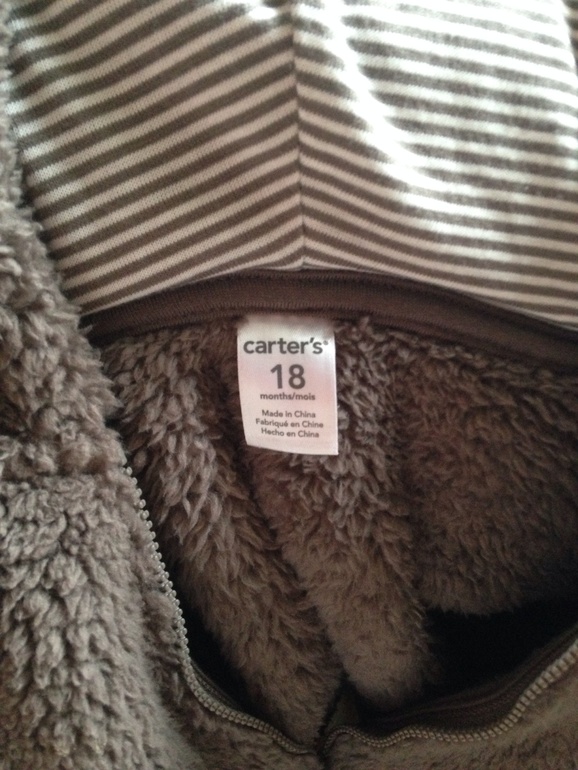 carter's®
18
months/mois
Made in China
Fabriqué en Chine
Hecho en China